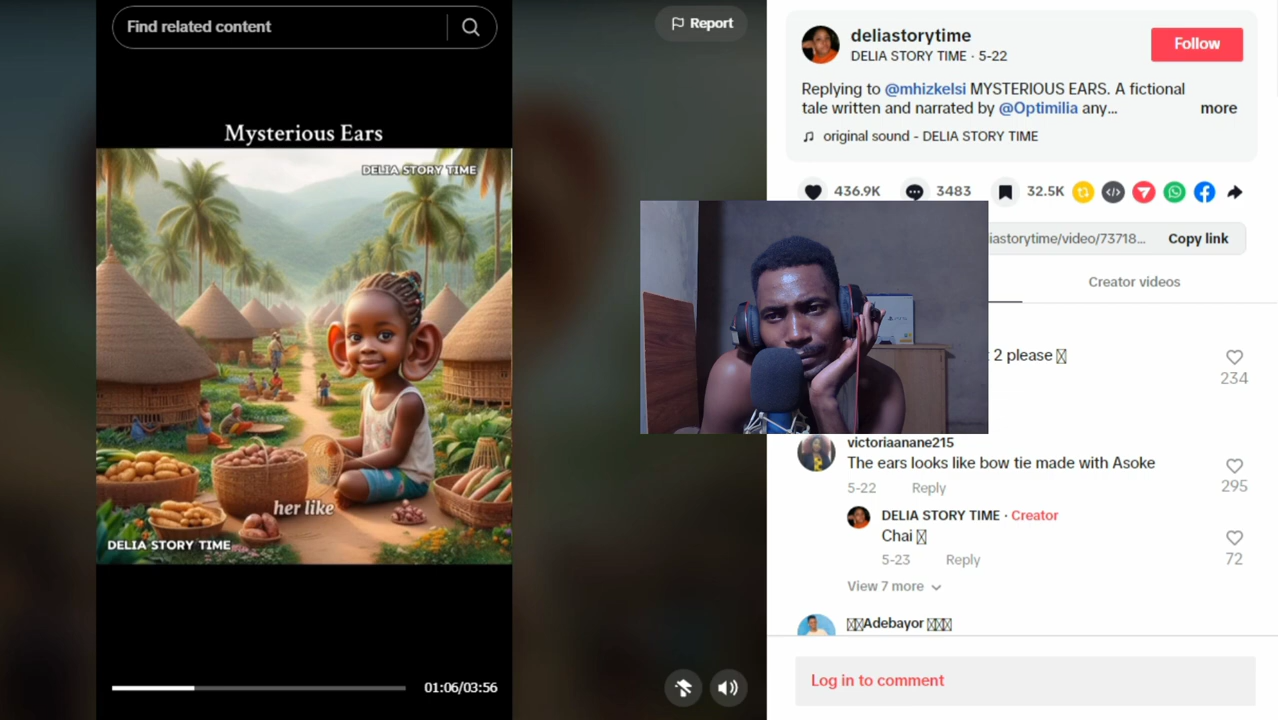 Find related content
Report
Mysterious Ears
DELIA STORY TIME
her like
DELIA STORY TIME
01:06/03:56
deliastorytime
DELIA STORY TIME · 5-22
Follow
Replying to @mhizkelsi MYSTERIOUS EARS. A fictional
tale written and narrated by @Optimilia any... more
original sound - DELIA STORY TIME
436.9K 3483 32.5K
iastorytime/video/73718... Copy link
Creator videos
2 please
234
victoriaanane215
The ears looks like bow tie made with Asoke
295
5-22 Reply
DELIA STORY TIME · Creator
Chai
72
5-23 Reply
View 7 more
Adebayor
Log in to comment